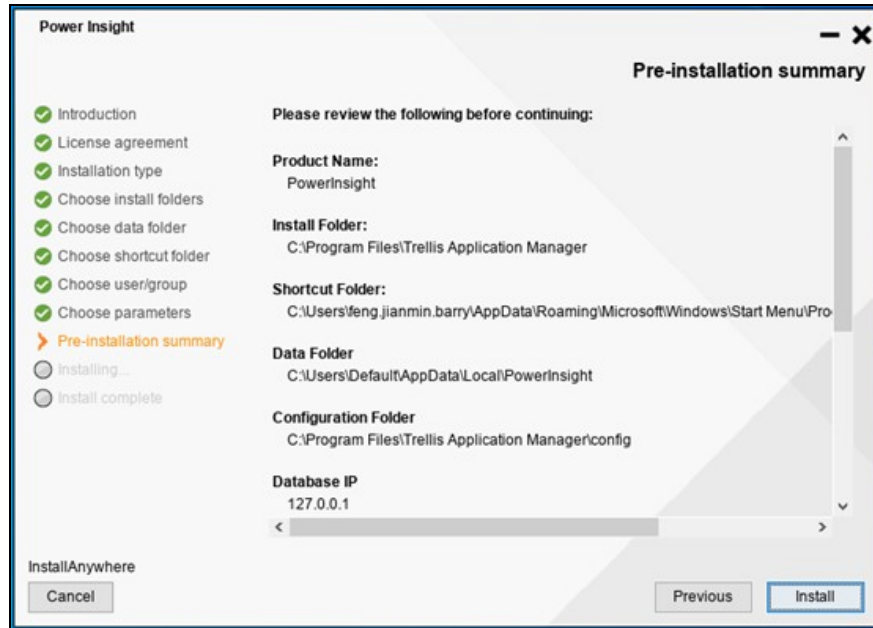 Power Insight
Pre-installation summary
Introduction
License agreement
Installation type
Choose install folders
Choose data folder
Choose shortcut folder
Choose user/group
Choose parameters
Pre-installation summary
Installing...
Install complete
Please review the following before continuing:
Product Name:
PowerInsight
Install Folder:
C:\Program Files\Trellis Application Manager
Shortcut Folder:
C:\Users\feng.jianmin.barry\AppData\Roaming\Microsoft\Windows\Start Menu\Pro
Data Folder
C:\Users\Default\AppData\Local\PowerInsight
Configuration Folder
C:\Program Files\Trellis Application Manager\config
Database IP
127.0.0.1
InstallAnywhere
Cancel
Previous
Install